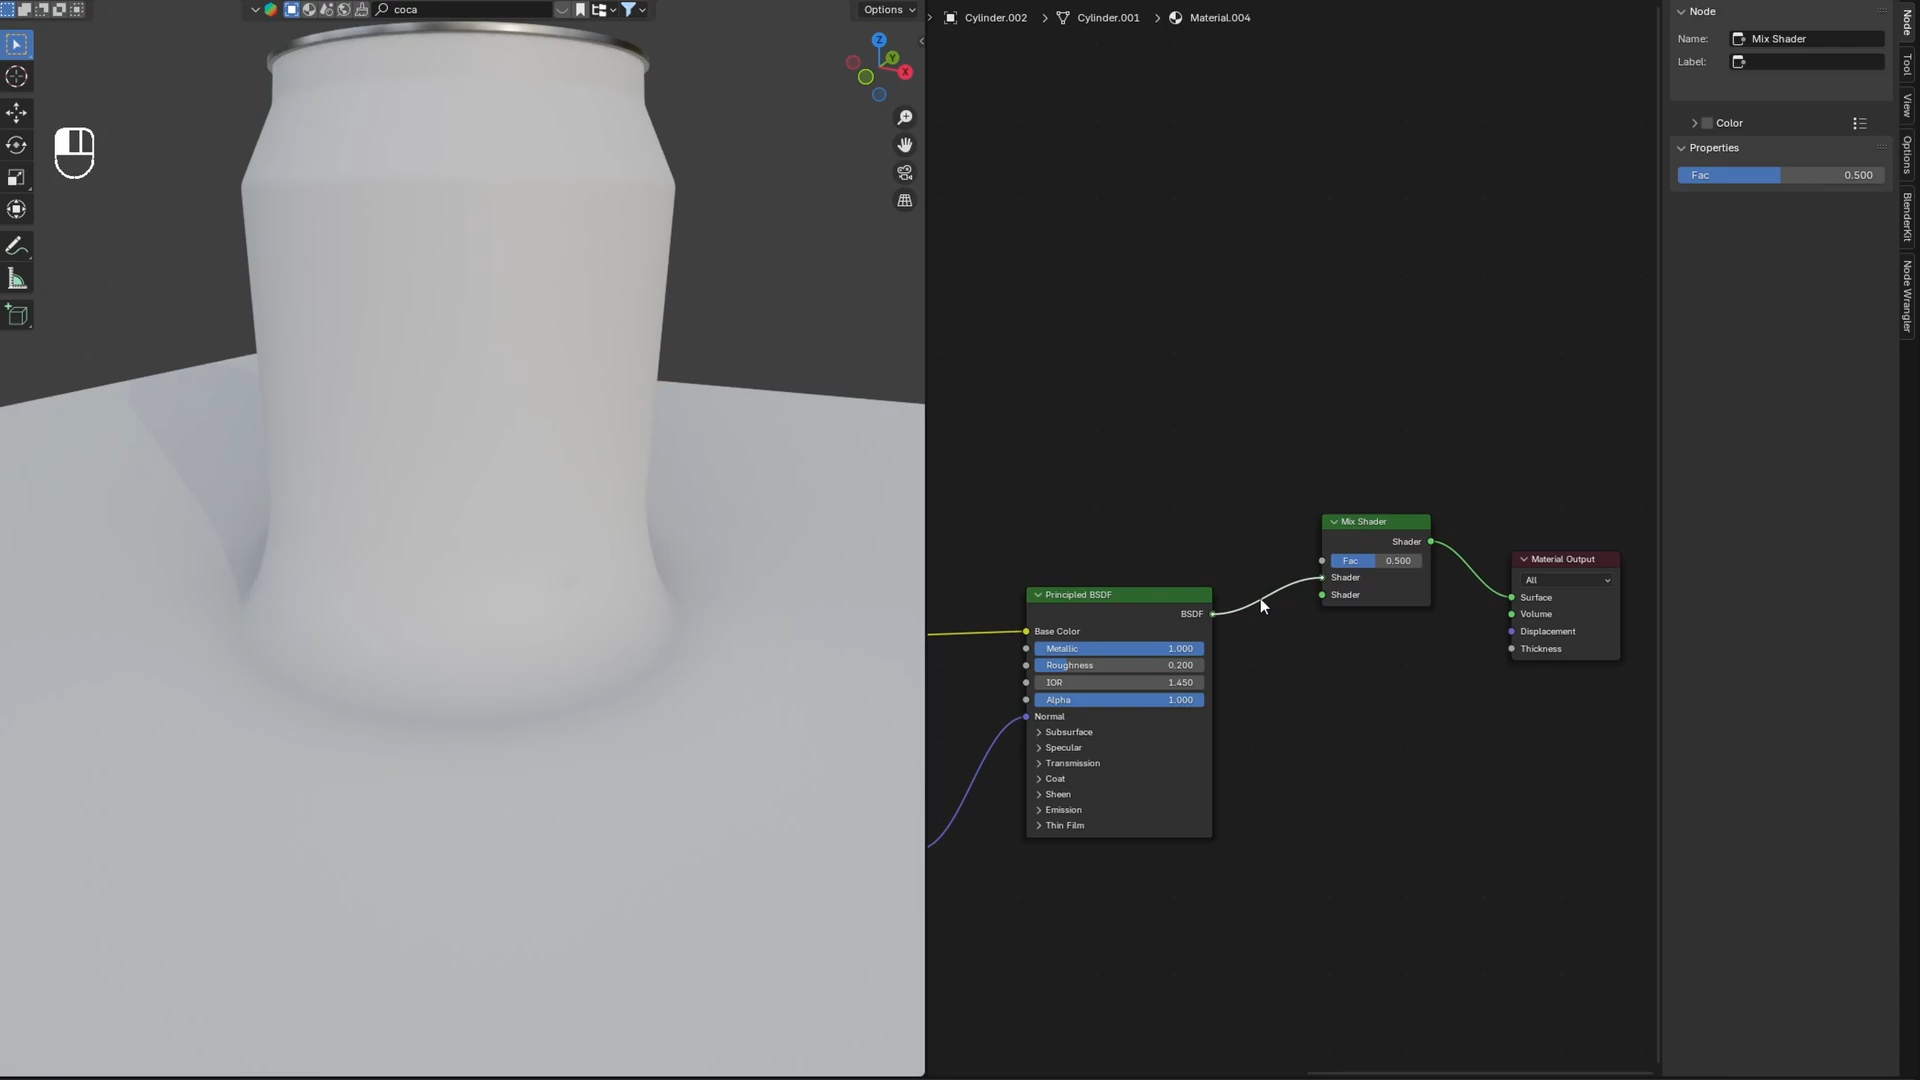 coca
Options
Cylinder.002
Cylinder.001
Material.004
Node
Name:
Mix Shader
Label:
Color
Properties
Fac
0.500
Node
Tool
View
Options
BlenderKit
Node Wrangler
Z
Y
X
Mix Shader
Shader
Fac
0.500
Shader
Shader
Material Output
All
Surface
Volume
Displacement
Thickness
Principled BSDF
BSDF
Base Color
Metallic
1.000
Roughness
0.200
IOR
1.450
Alpha
1.000
Normal
Subsurface
Specular
Transmission
Coat
Sheen
Emission
Thin Film